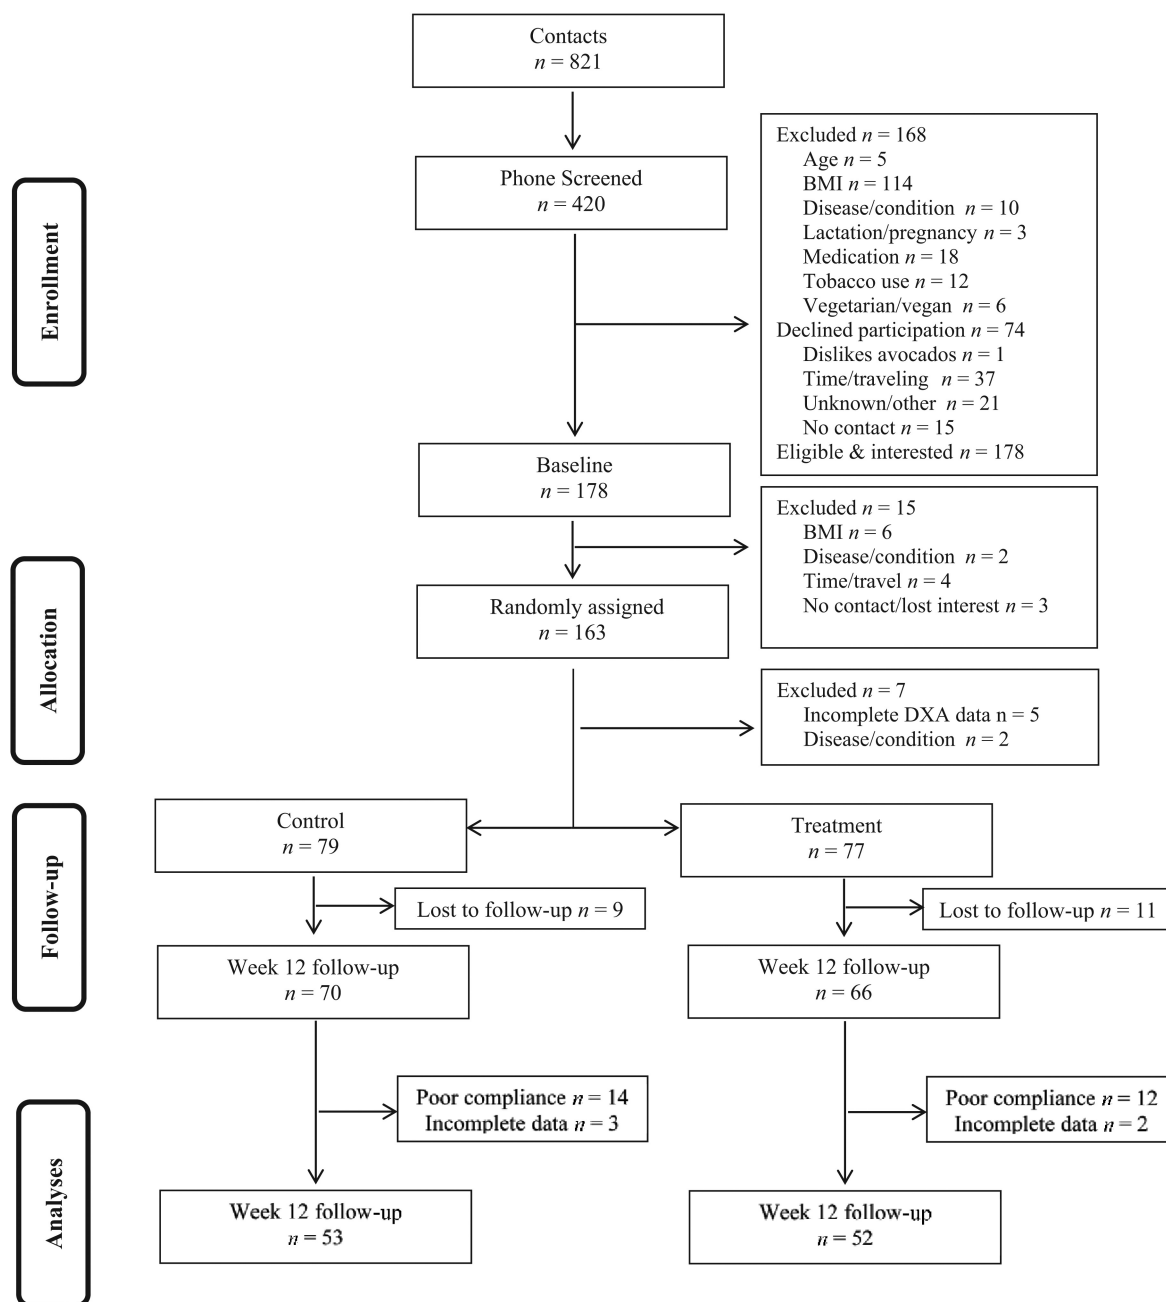 Contacts
n = 821
Enrollment
Phone Screened
n = 420
Excluded n = 168
Age n = 5
BMI n = 114
Disease/condition n = 10
Lactation/pregnancy n = 3
Medication n = 18
Tobacco use n = 12
Vegetarian/vegan n = 6
Declined participation n = 74
Dislikes avocados n = 1
Time/traveling n = 37
Unknown/other n = 21
No contact n = 15
Eligible & interested n = 178
Baseline
n = 178
Excluded n = 15
BMI n = 6
Disease/condition n = 2
Time/travel n = 4
No contact/lost interest n = 3
Allocation
Randomly assigned
n = 163
Excluded n = 7
Incomplete DXA data n = 5
Disease/condition n = 2
Follow-up
Control
n = 79
Treatment
n = 77
Lost to follow-up n = 9
Lost to follow-up n = 11
Week 12 follow-up
n = 70
Week 12 follow-up
n = 66
Analyses
Poor compliance n = 14
Incomplete data n = 3
Poor compliance n = 12
Incomplete data n = 2
Week 12 follow-up
n = 53
Week 12 follow-up
n = 52